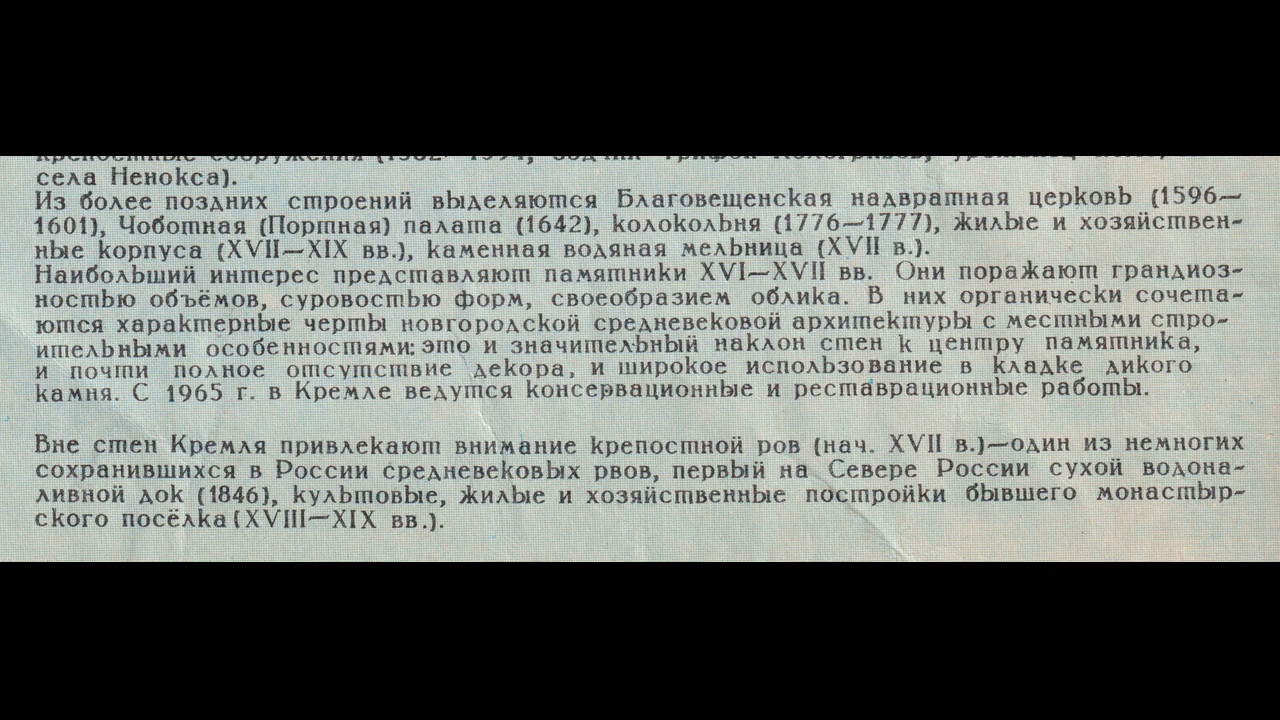 крепостные сооружения (1582—1594, зодчий Трифон
села Ненокса).
Из более поздних строений выделяются Благовещенская надвратная церковь (1596—
1601), Чоботная (Портная) палата (1642), колокольня (1776—1777), жилые и хозяйствен-
ные корпуса (XVII—XIX вв.), каменная водяная мельница (XVII в.).
Наибольший интерес представляют памятники XVI—XVII вв. Они поражают грандиоз-
ностью объёмов, суровостью форм, своеобразием облика. В них органически сочета-
ются характерные черты новгородской средневековой архитектуры с местными стро-
ительными особенностями: это и значительный наклон стен к центру памятника,
и почти полное отсутствие декора, и широкое использование в кладке дикого
камня. С 1965 г. в Кремле ведутся консервационные и реставрационные работы.
Вне стен Кремля привлекают внимание крепостной ров (нач. XVII в.)—один из немногих
сохранившихся в России средневековых рвов, первый на Севере России сухой водона-
ливной док (1846), культовые, жилые и хозяйственные постройки бывшего монастыр-
ского посёлка (XVIII—XIX вв.).